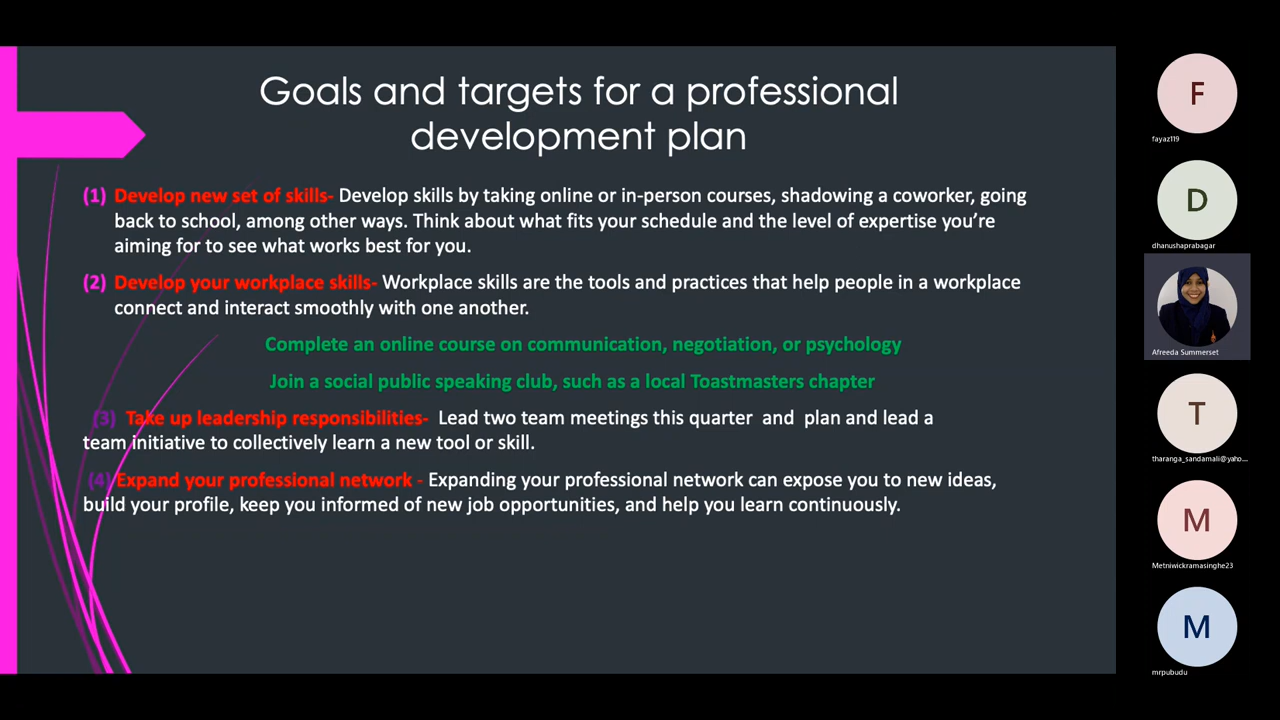 Goals and targets for a professional
development plan
(1) Develop new set of skills- Develop skills by taking online or in-person courses, shadowing a coworker, going
back to school, among other ways. Think about what fits your schedule and the level of expertise you’re
aiming for to see what works best for you.
(2) Develop your workplace skills- Workplace skills are the tools and practices that help people in a workplace
connect and interact smoothly with one another.
Complete an online course on communication, negotiation, or psychology
Join a social public speaking club, such as a local Toastmasters chapter
(3) Take up leadership responsibilities- Lead two team meetings this quarter and plan and lead a
team initiative to collectively learn a new tool or skill.
(4) Expand your professional network - Expanding your professional network can expose you to new ideas,
build your profile, keep you informed of new job opportunities, and help you learn continuously.
F
fayaz119
D
dhanushaprabagar
Afreeda Summerset
T
tharanga_sandamali@yaho...
M
Metniwickramasinghe23
M
mrpubudu